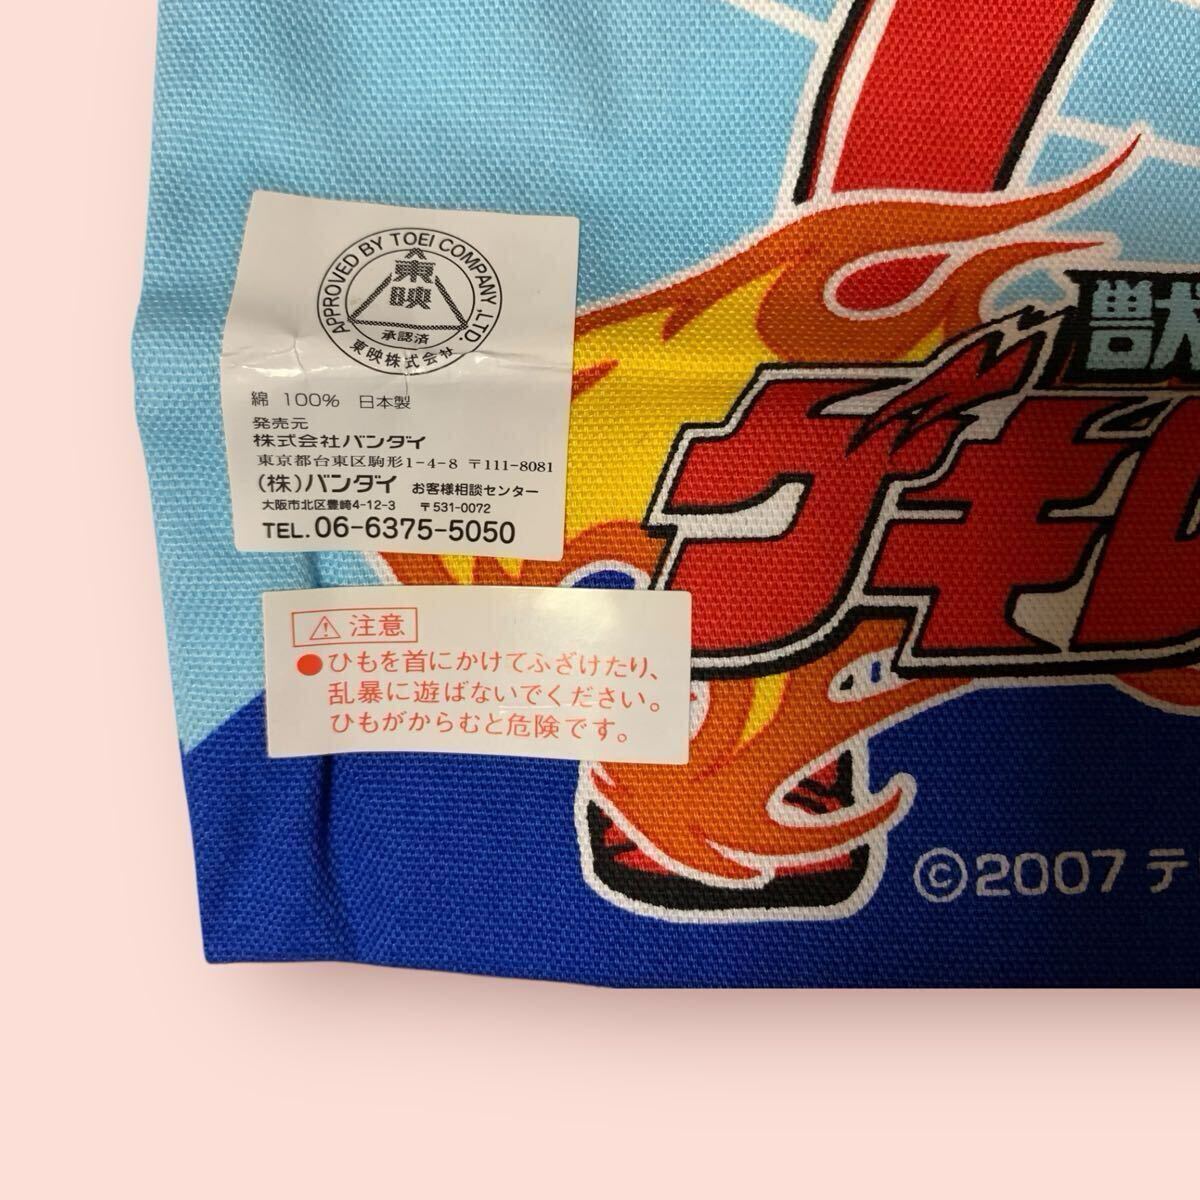 APPROVED BY TOEI COMPANY, LTD.
東映
承認済
東映株式会社
綿 100% 日本製
発売元
株式会社バンダイ
東京都台東区駒形1-4-8 〒111-8081
(株)バンダイ お客様相談センター
大阪市北区豊崎4-12-3 〒531-0072
TEL. 06-6375-5050
⚠ 注意
●ひもを首にかけてふざけたり、
乱暴に遊ばないでください。
ひもがからむと危険です。
獣
ゲキレ
©2007 テ